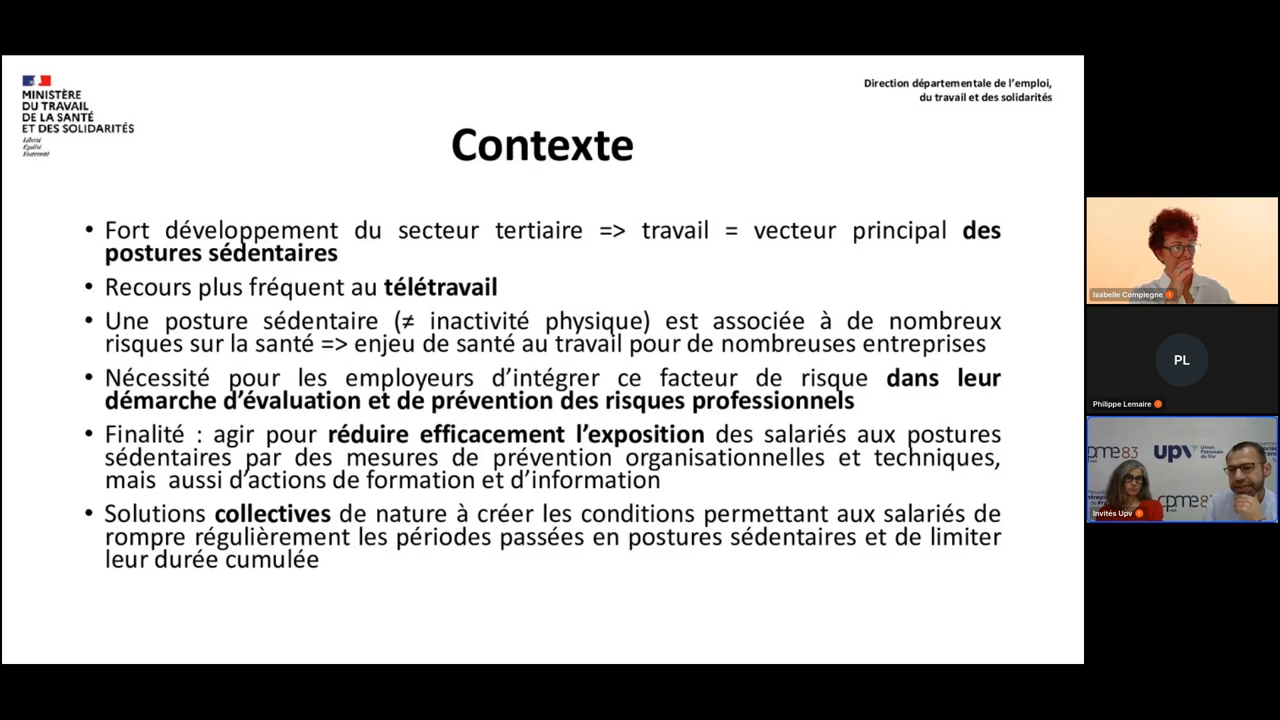 MINISTÈRE
DU TRAVAIL
DE LA SANTÉ
ET DES SOLIDARITÉS
Liberté
Égalité
Fraternité
Direction départementale de l'emploi,
du travail et des solidarités
Contexte
• Fort développement du secteur tertiaire => travail = vecteur principal des
postures sédentaires
• Recours plus fréquent au télétravail
• Une posture sédentaire (≠ inactivité physique) est associée à de nombreux
risques sur la santé => enjeu de santé au travail pour de nombreuses entreprises
• Nécessité pour les employeurs d'intégrer ce facteur de risque dans leur
démarche d'évaluation et de prévention des risques professionnels
• Finalité : agir pour réduire efficacement l'exposition des salariés aux postures
sédentaires par des mesures de prévention organisationnelles et techniques,
mais aussi d'actions de formation et d'information
• Solutions collectives de nature à créer les conditions permettant aux salariés de
rompre régulièrement les périodes passées en postures sédentaires et de limiter
leur durée cumulée
Isabelle Compiegne
PL
Philippe Lemaire
pme83
upv
Union
Patronale
du Var
cpme8
Invités Upv